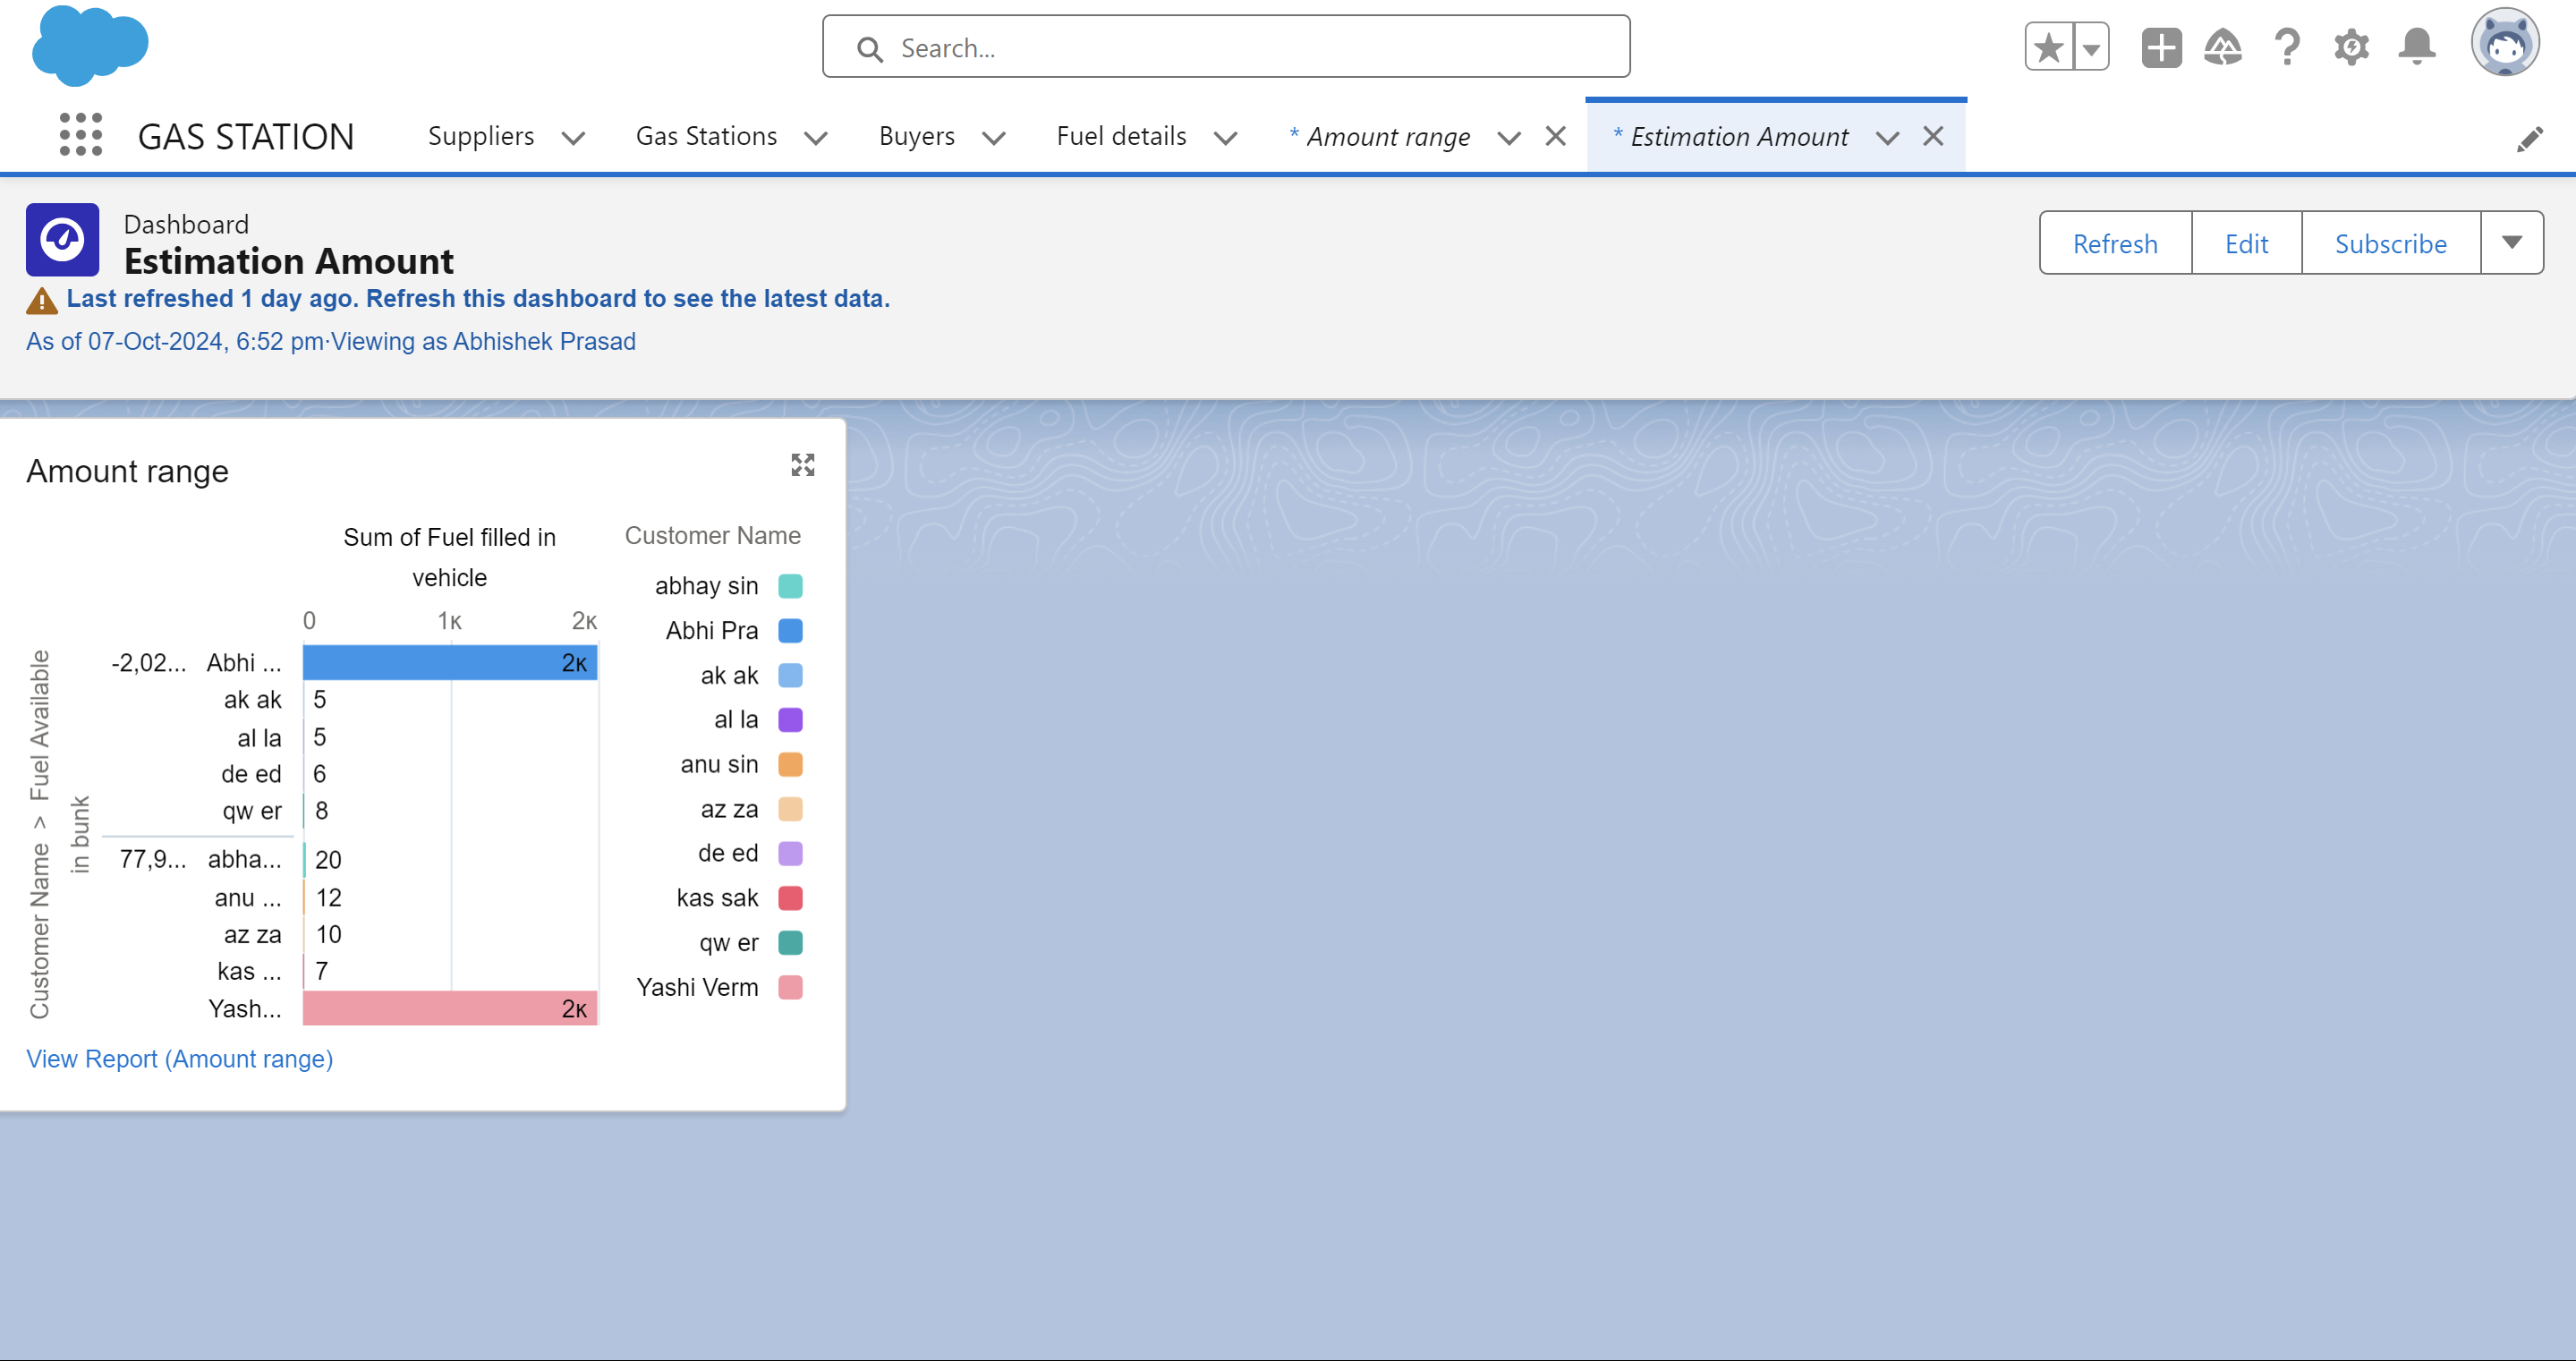 Search...
GAS STATION
Suppliers
Gas Stations
Buyers
Fuel details
* Amount range
* Estimation Amount
Dashboard
Estimation Amount
Refresh
Edit
Subscribe
Last refreshed 1 day ago. Refresh this dashboard to see the latest data.
As of 07-Oct-2024, 6:52 pm·Viewing as Abhishek Prasad
Amount range
Sum of Fuel filled in
vehicle
0 1K 2K
Customer Name > Fuel Available
in bunk
-2,02... Abhi ... 2K
ak ak 5
al la 5
de ed 6
qw er 8
77,9... abha... 20
anu ... 12
az za 10
kas ... 7
Yash... 2K
Customer Name
abhay sin
Abhi Pra
ak ak
al la
anu sin
az za
de ed
kas sak
qw er
Yashi Verm
View Report (Amount range)